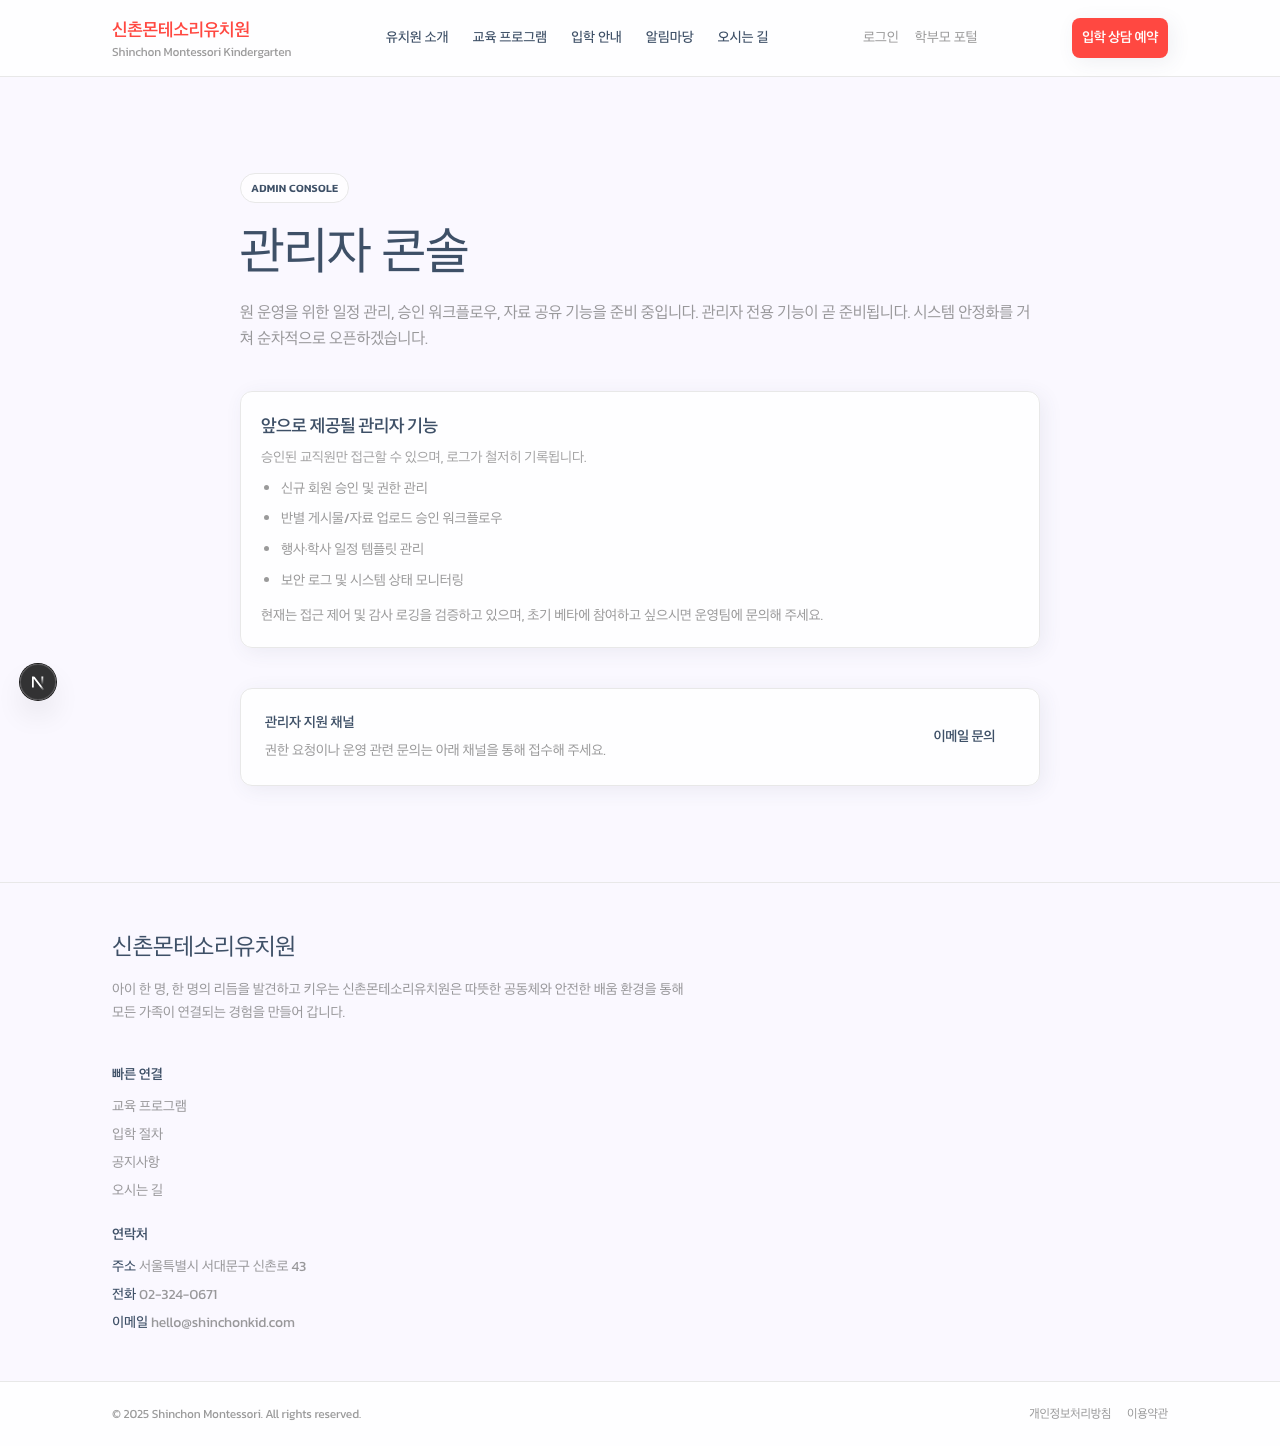 신촌몬테소리유치원
Shinchon Montessori Kindergarten
유치원 소개 교육 프로그램 입학 안내 알림마당 오시는 길
로그인 학부모 포털
입학 상담 예약
ADMIN CONSOLE
관리자 콘솔
원 운영을 위한 일정 관리, 승인 워크플로우, 자료 공유 기능을 준비 중입니다. 관리자 전용 기능이 곧 준비됩니다. 시스템 안정화를 거
쳐 순차적으로 오픈하겠습니다.
앞으로 제공될 관리자 기능
승인된 교직원만 접근할 수 있으며, 로그가 철저히 기록됩니다.
• 신규 회원 승인 및 권한 관리
• 반별 게시물/자료 업로드 승인 워크플로우
• 행사·학사 일정 템플릿 관리
• 보안 로그 및 시스템 상태 모니터링
현재는 접근 제어 및 감사 로깅을 검증하고 있으며, 초기 베타에 참여하고 싶으시면 운영팀에 문의해 주세요.
N
관리자 지원 채널
권한 요청이나 운영 관련 문의는 아래 채널을 통해 접수해 주세요.
이메일 문의
신촌몬테소리유치원
아이 한 명, 한 명의 리듬을 발견하고 키우는 신촌몬테소리유치원은 따뜻한 공동체와 안전한 배움 환경을 통해
모든 가족이 연결되는 경험을 만들어 갑니다.
빠른 연결
교육 프로그램
입학 절차
공지사항
오시는 길
연락처
주소 서울특별시 서대문구 신촌로 43
전화 02-324-0671
이메일 hello@shinchonkid.com
© 2025 Shinchon Montessori. All rights reserved.
개인정보처리방침 이용약관